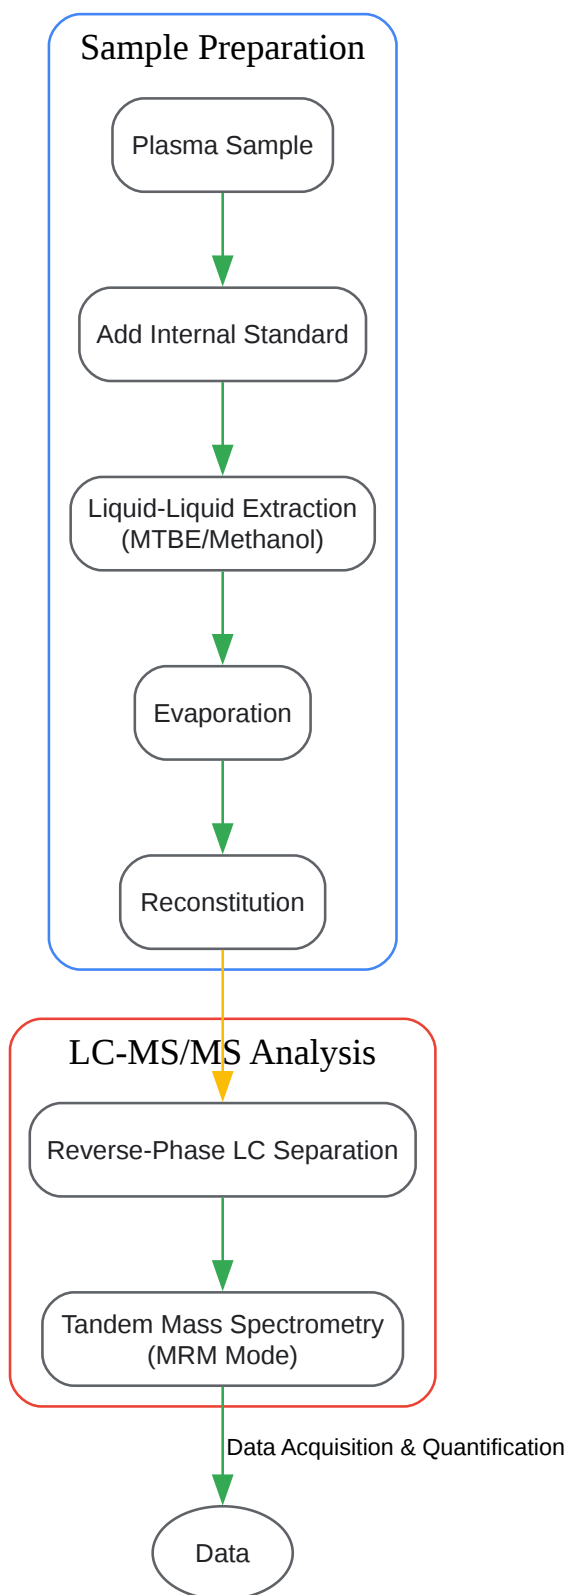 Sample Preparation
Plasma Sample
Add Internal Standard
Liquid-Liquid Extraction
(MTBE/Methanol)
Evaporation
Reconstitution
LC-MS/MS Analysis
Reverse-Phase LC Separation
Tandem Mass Spectrometry
(MRM Mode)
Data Acquisition & Quantification
Data